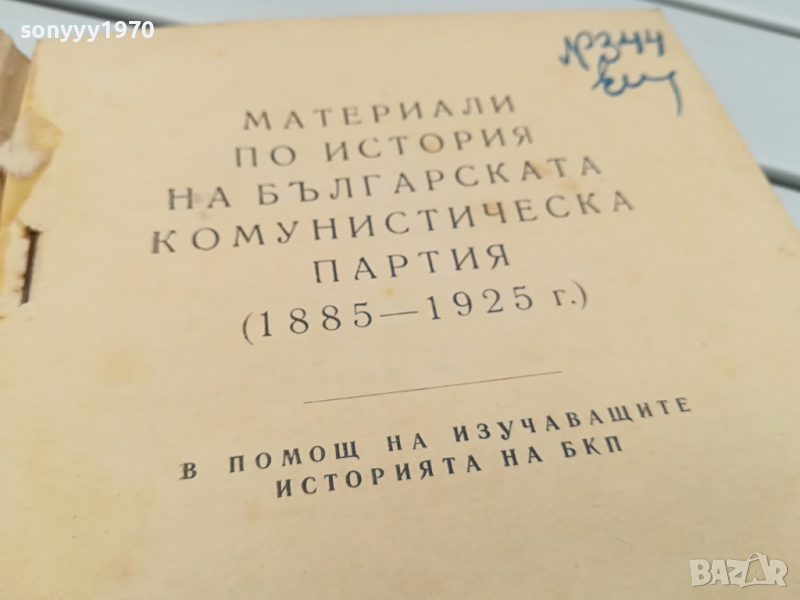 sonyyy1970
№344
МАТЕРИАЛИ
ПО ИСТОРИЯ
НА БЪЛГАРСКАТА
КОМУНИСТИЧЕСКА
ПАРТИЯ
(1885—1925 г.)
В ПОМОЩ НА ИЗУЧАВАЩИТЕ
ИСТОРИЯТА НА БКП
BAZAR